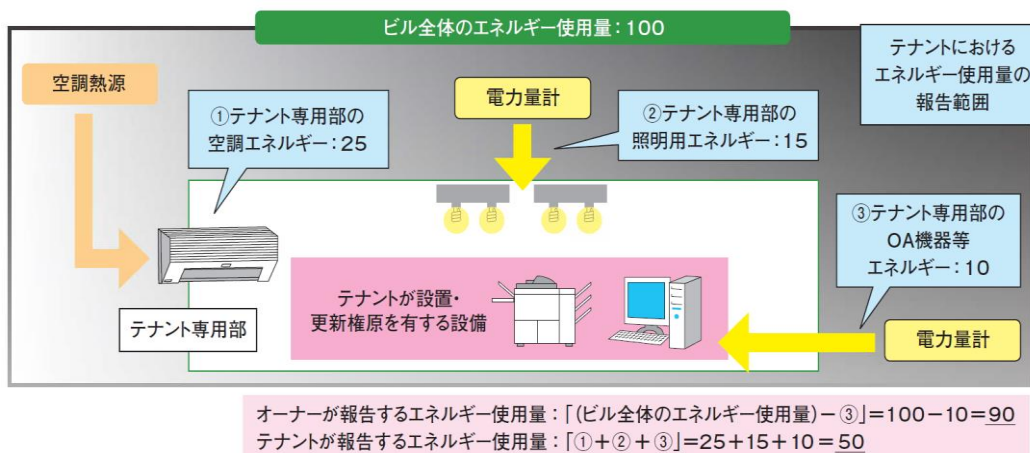 ビル全体のエネルギー使用量：100
テナントにおける
エネルギー使用量の
報告範囲
空調熱源
①テナント専用部の
空調エネルギー：25
電力量計
②テナント専用部の
照明用エネルギー：15
③テナント専用部の
OA機器等
エネルギー：10
テナント専用部
テナントが設置・
更新権原を有する設備
電力量計
オーナーが報告するエネルギー使用量：「（ビル全体のエネルギー使用量）－③」＝100－10＝90
テナントが報告するエネルギー使用量：「①＋②＋③」＝25＋15＋10＝50